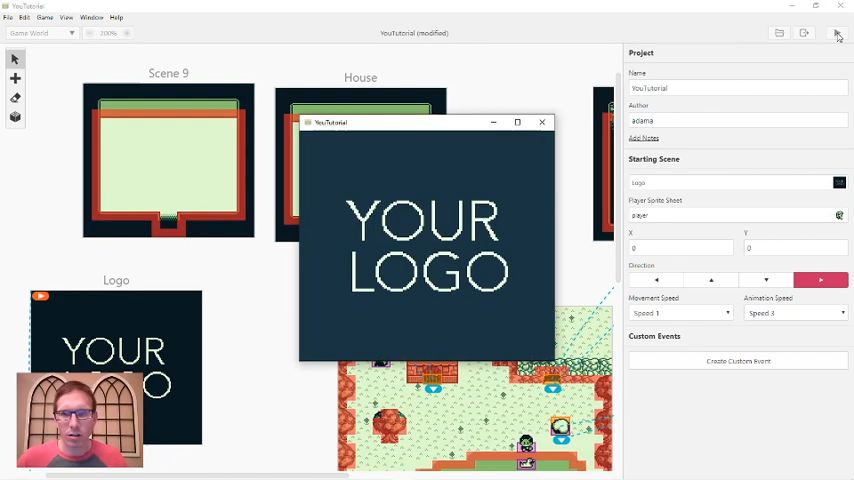 YouTutorial
File Edit Game View Window Help
Game World
200%
YouTutorial (modified)
Scene 9
House
YouTutorial
YOUR
LOGO
Logo
YOUR
Project
Name
YouTutorial
Author
adama
Add Notes
Starting Scene
Logo
Player Sprite Sheet
player
X
Y
0
0
Direction
Movement Speed
Animation Speed
Speed 1
Speed 3
Custom Events
Create Custom Event